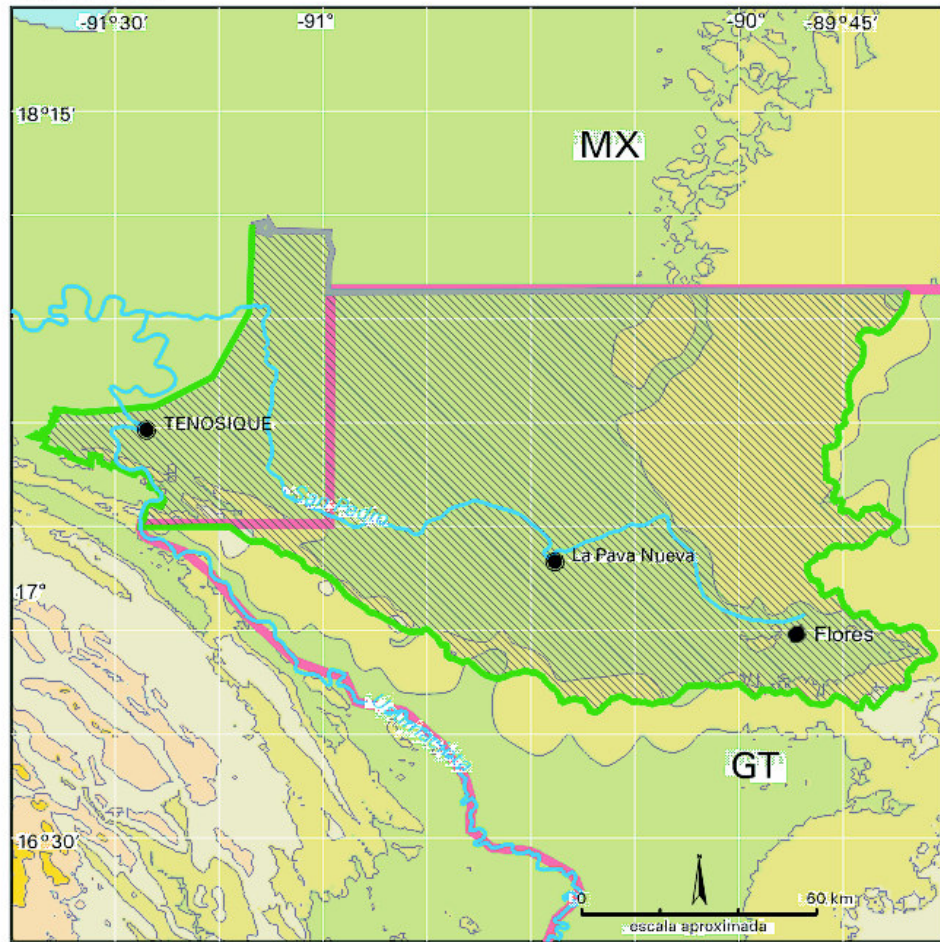 -91°30'
-91°
-90°
-89°45'
18°15'
MX
TENOSIQUE
La Pava Nueva
17°
Flores
GT
16°30'
0
60 km
escala aproximada